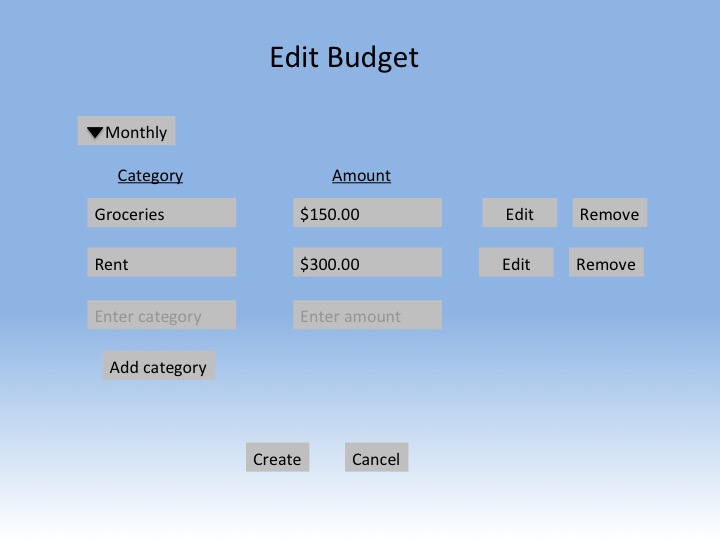 Edit Budget
Monthly
Category Amount
Groceries $150.00 Edit Remove
Rent $300.00 Edit Remove
Enter category Enter amount
Add category
Create Cancel